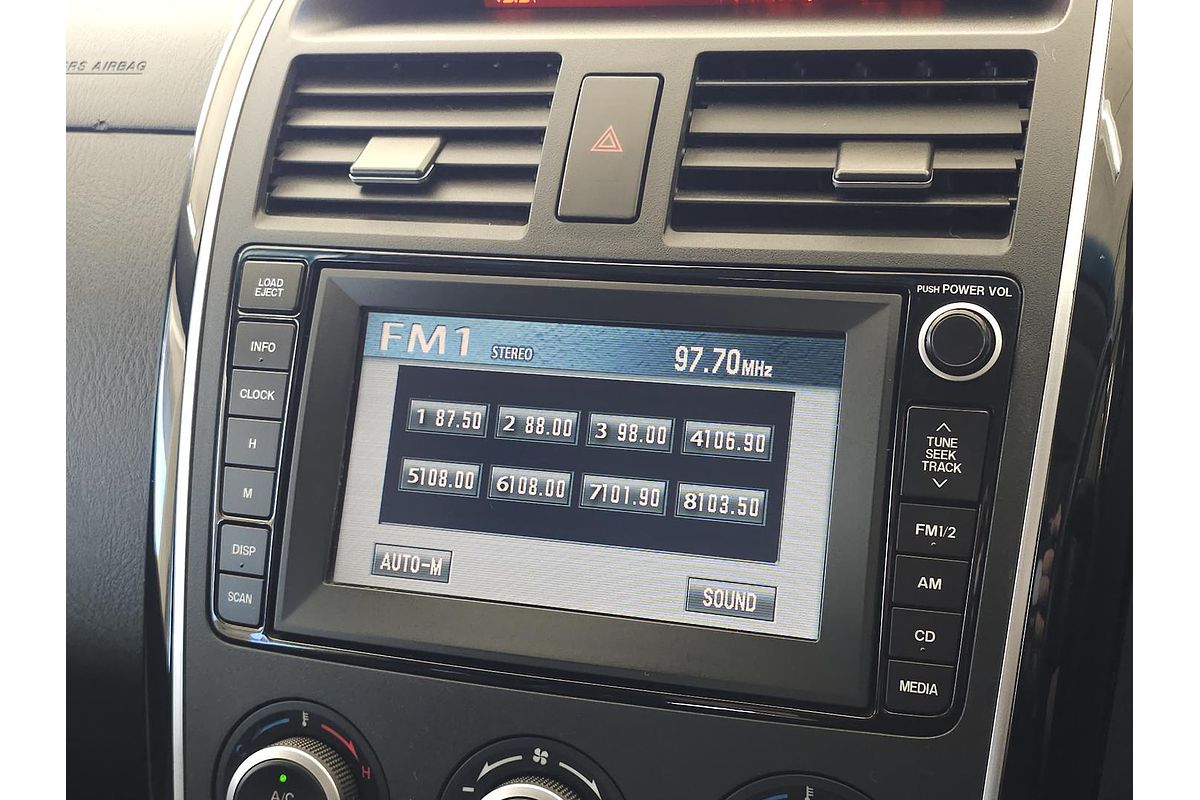 SRS AIRBAG
LOAD
EJECT
INFO
CLOCK
H
M
DISP
SCAN
FM1
STEREO
97.70MHz
1 87.50
2 88.00
3 98.00
4106.90
5108.00
6108.00
7101.90
8103.50
AUTO-M
SOUND
PUSH POWER VOL
TUNE
SEEK
TRACK
FM1/2
AM
CD
MEDIA
H
A/C